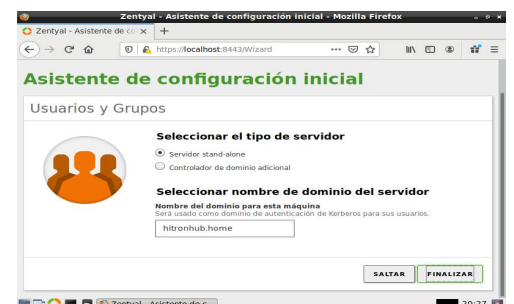 Zentyal - Asistente de configuración inicial - Mozilla Firefox
Zentyal - Asistente de co
https://localhost:8443/Wizard
Asistente de configuración inicial
Usuarios y Grupos
Seleccionar el tipo de servidor
Servidor stand-alone
Controlador de dominio adicional
Seleccionar nombre de dominio del servidor
Nombre del dominio para esta máquina
Será usado como dominio de autenticación de Kerberos para sus usuarios.
hitronhub.home
SALTAR
FINALIZAR
Zentyal - Asistente de c...
20:27